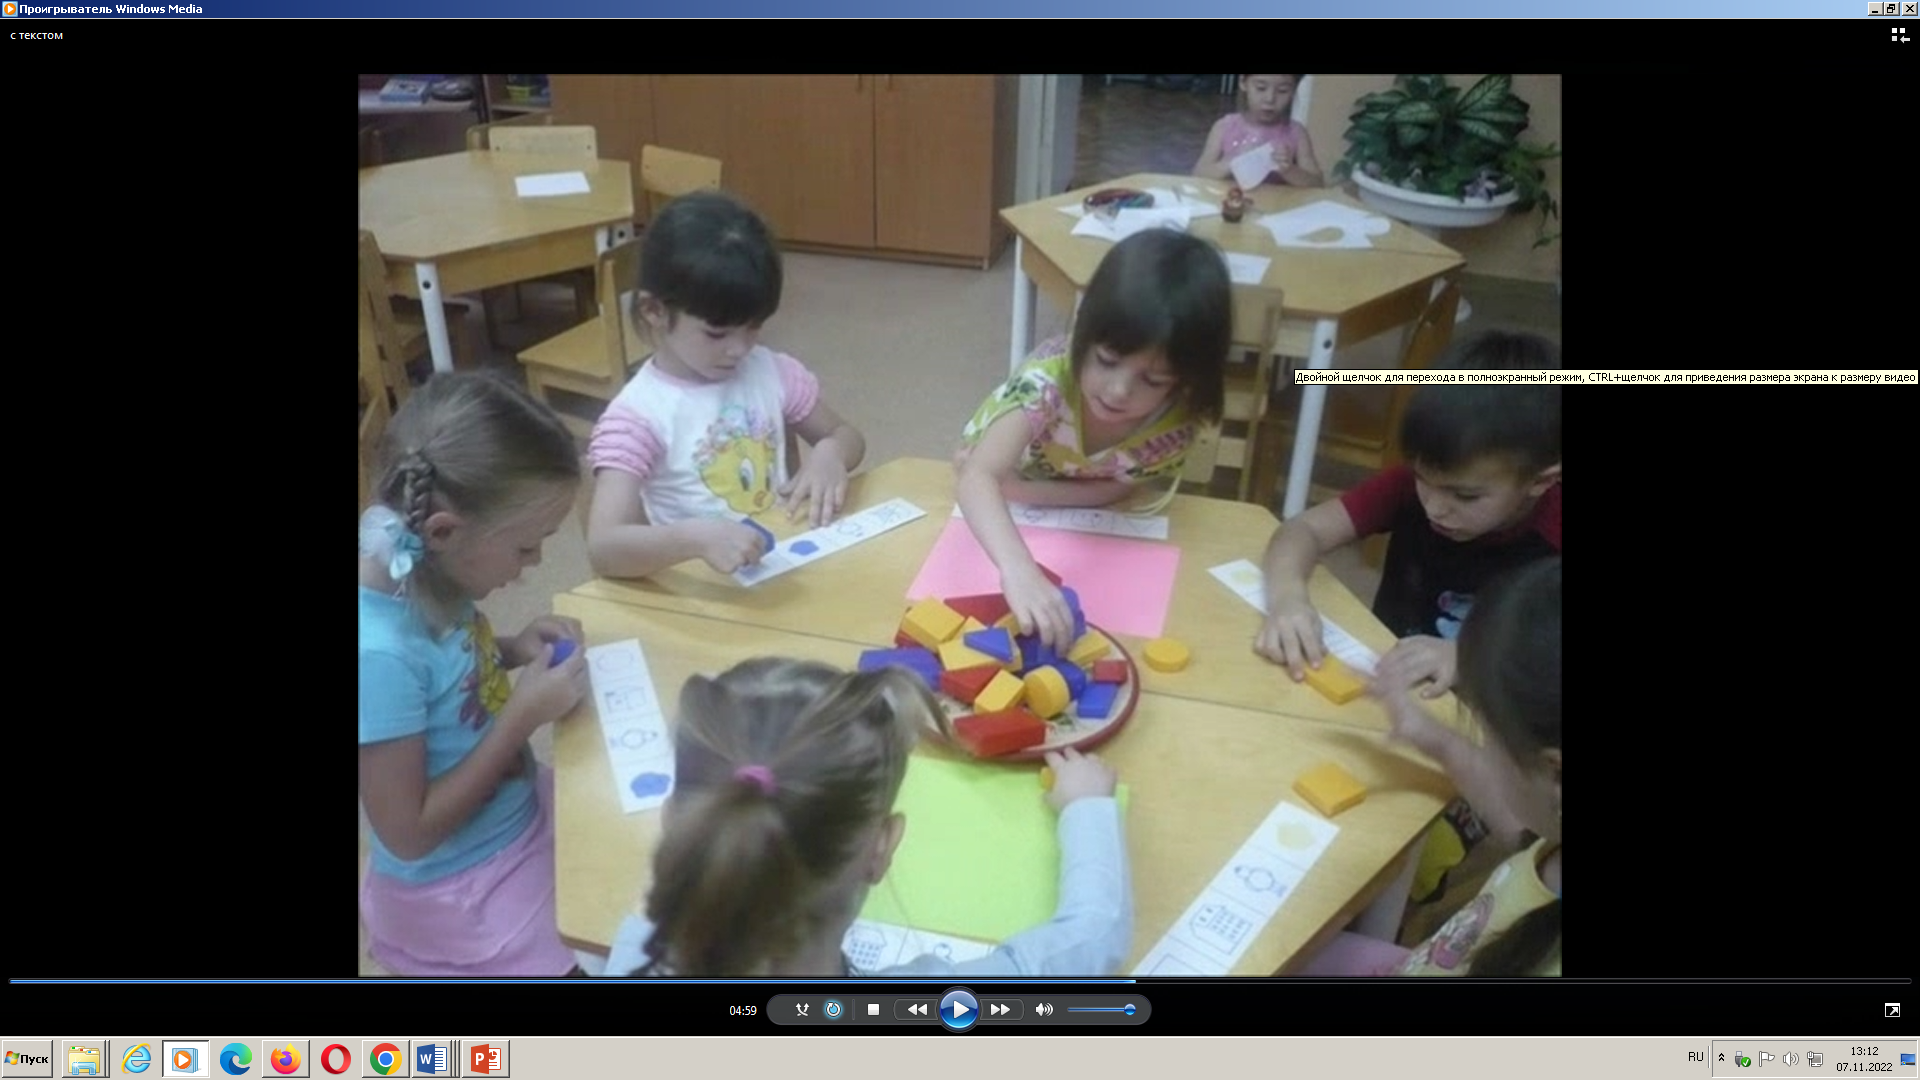 Проигрыватель Windows Media
с текстом
Двойной щелчок для перехода в полноэкранный режим, CTRL+щелчок для приведения размера экрана к размеру видео
04:59
Пуск
RU
13:12
07.11.2022